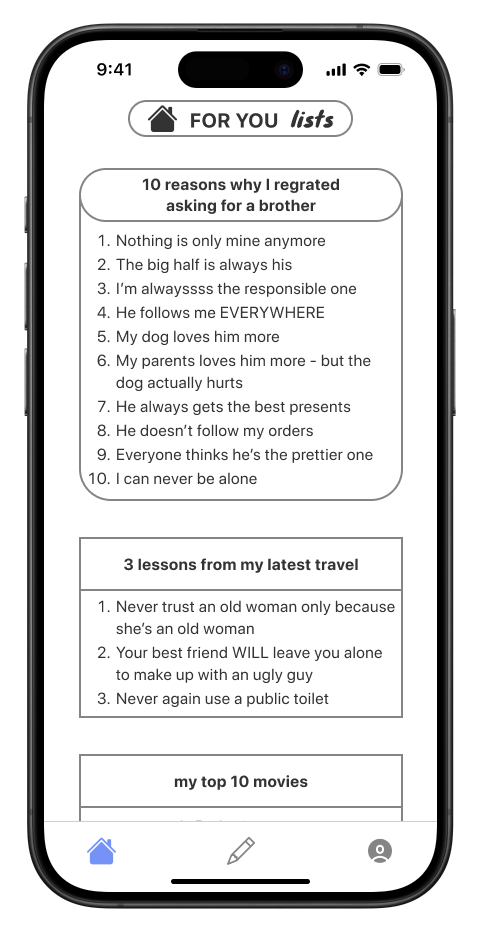 9:41
FOR YOU lists
10 reasons why I regrated
asking for a brother
1. Nothing is only mine anymore
2. The big half is always his
3. I'm alwayssss the responsible one
4. He follows me EVERYWHERE
5. My dog loves him more
6. My parents loves him more - but the
dog actually hurts
7. He always gets the best presents
8. He doesn't follow my orders
9. Everyone thinks he's the prettier one
10. I can never be alone
3 lessons from my latest travel
1. Never trust an old woman only because
she's an old woman
2. Your best friend WILL leave you alone
to make up with an ugly guy
3. Never again use a public toilet
my top 10 movies